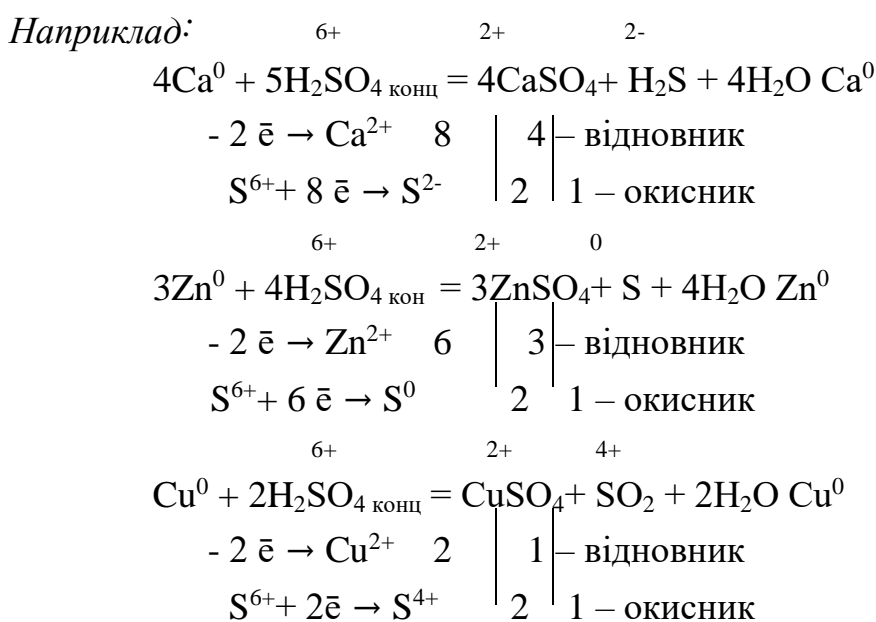 Наприклад:
6+ 2+ 2-
4Ca⁰ + 5H₂SO₄ конц = 4CaSO₄+ H₂S + 4H₂O Ca⁰
- 2 ē → Ca²⁺ 8 4 – відновник
S⁶⁺+ 8 ē → S²⁻ 2 1 – окисник
6+ 2+ 0
3Zn⁰ + 4H₂SO₄ кон = 3ZnSO₄+ S + 4H₂O Zn⁰
- 2 ē → Zn²⁺ 6 3 – відновник
S⁶⁺+ 6 ē → S⁰ 2 1 – окисник
6+ 2+ 4+
Cu⁰ + 2H₂SO₄ конц = CuSO₄+ SO₂ + 2H₂O Cu⁰
- 2 ē → Cu²⁺ 2 1 – відновник
S⁶⁺+ 2ē → S⁴⁺ 2 1 – окисник